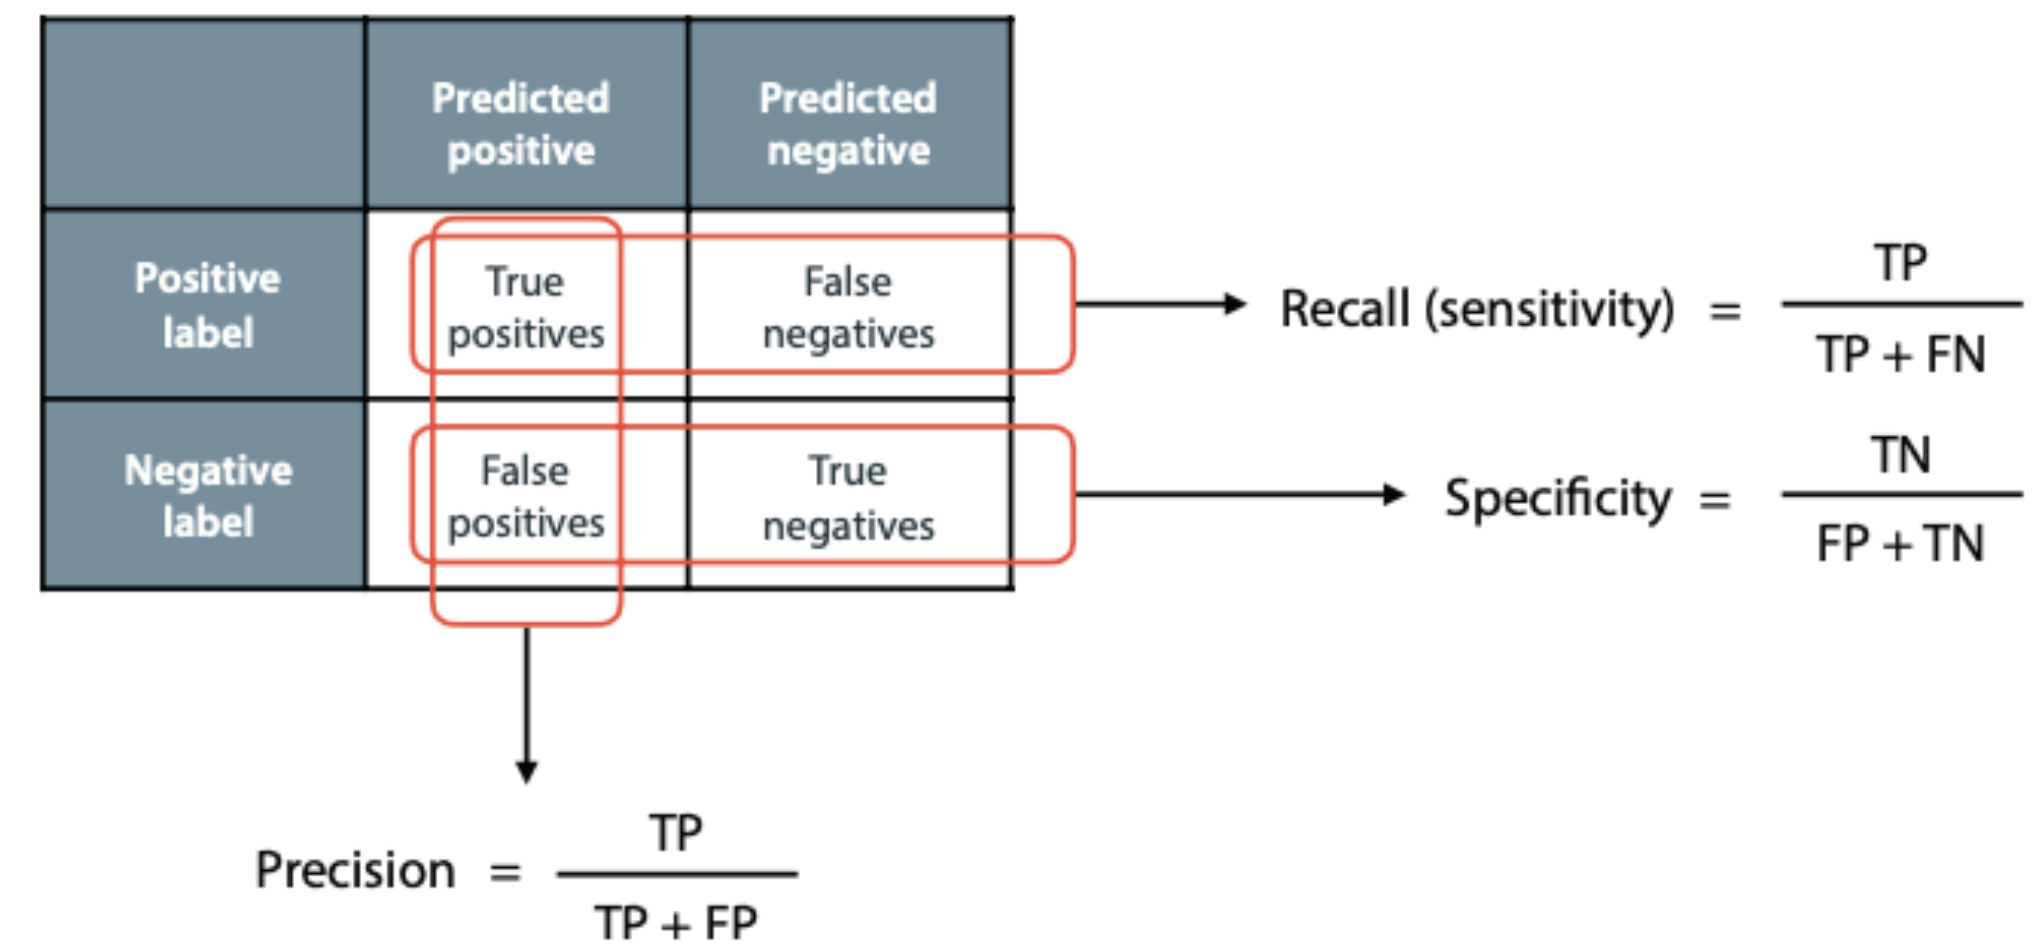 Predicted
positive
Predicted
negative
Positive
label
True
positives
False
negatives
Recall (sensitivity) = TP
TP + FN
Negative
label
False
positives
True
negatives
Specificity = TN
FP + TN
Precision = TP
TP + FP